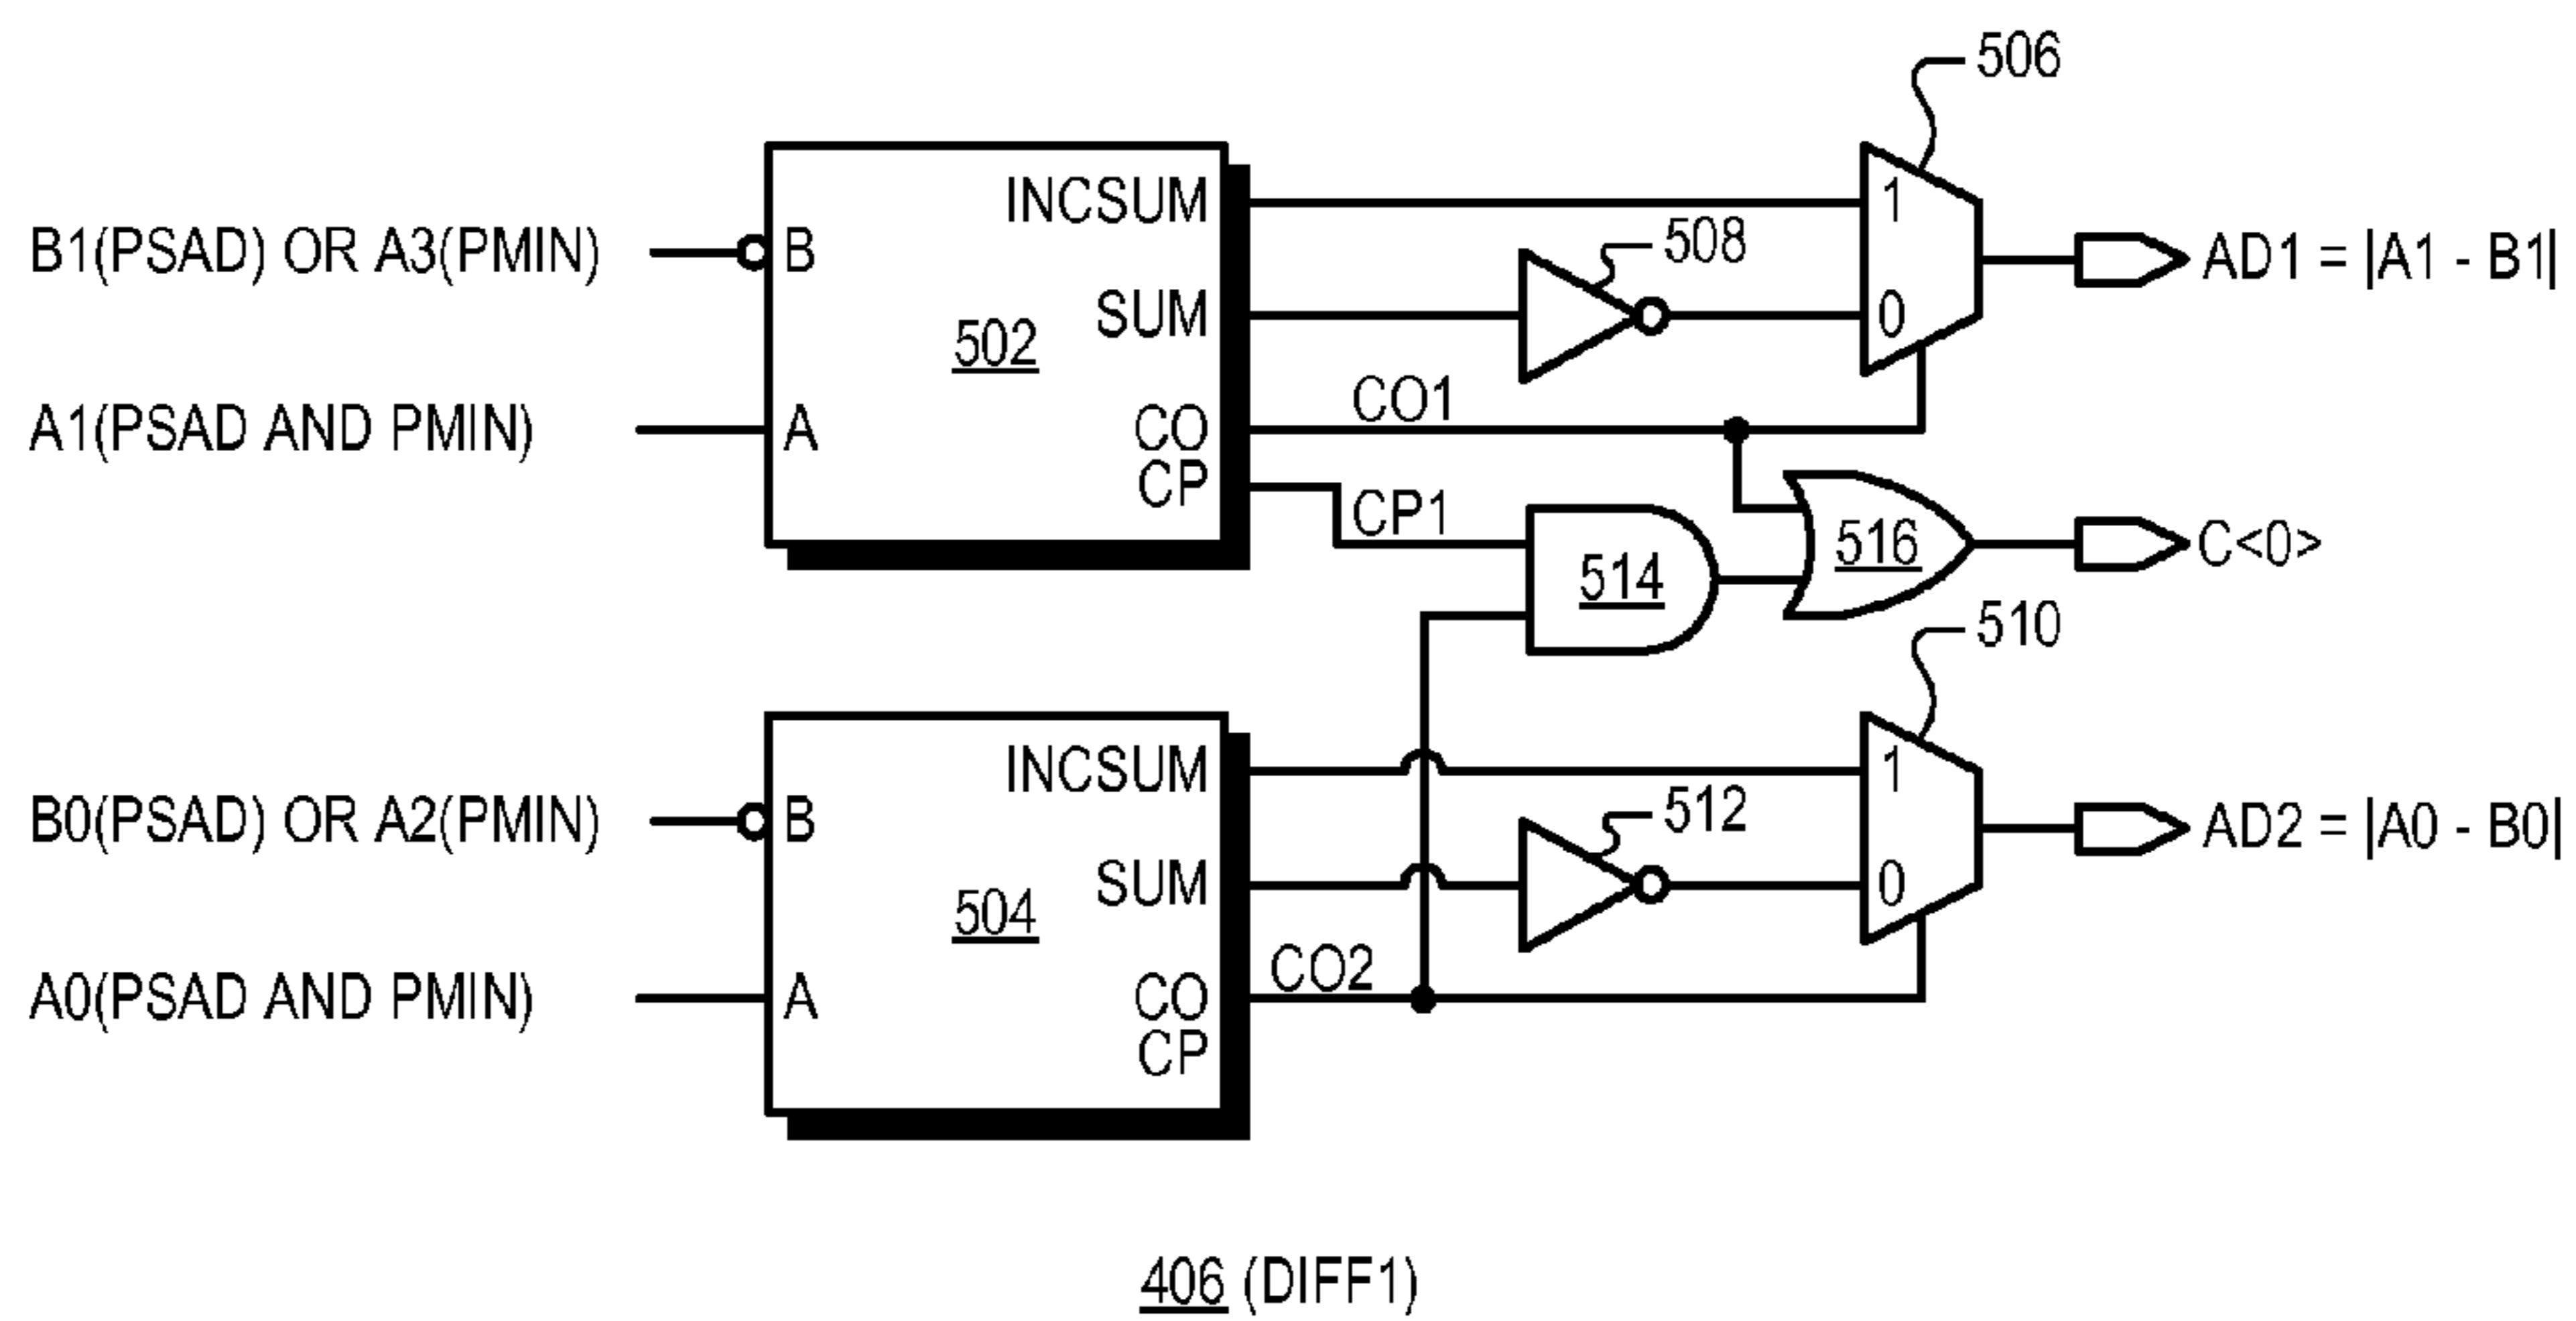 506
B1(PSAD) OR A3(PMIN)
B
INCSUM
508
1
AD1 = |A1 - B1|
502
SUM
0
A1(PSAD AND PMIN)
A
CO
CO1
CP
CP1
514
516
C<0>
510
B0(PSAD) OR A2(PMIN)
B
INCSUM
512
1
AD2 = |A0 - B0|
504
SUM
0
A0(PSAD AND PMIN)
A
CO
CO2
CP
406 (DIFF1)